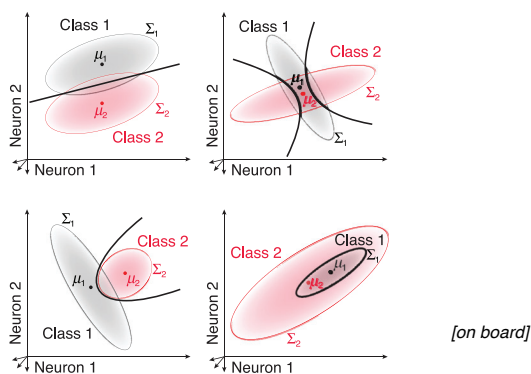 Class 1
Σ1
μ1
μ2
Σ2
Class 2
Neuron 2
Neuron 1
Class 1
Class 2
μ1
μ2
Σ2
Σ1
Neuron 2
Neuron 1
Σ1
Class 2
Σ2
μ1
μ2
Class 1
Neuron 2
Neuron 1
Class 2
Class 1
Σ1
μ1
μ2
Σ2
Neuron 2
Neuron 1
[on board]